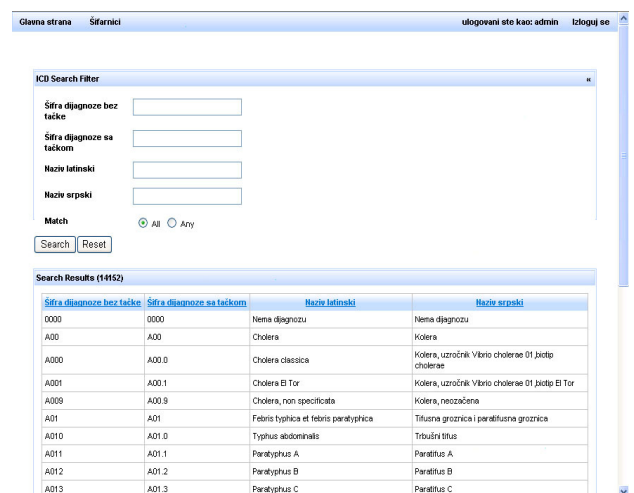 Glavna strana Šifarnici ulogovani ste kao: admin Izloguj se
ICD Search Filter «
Šifra dijagnoze bez
tačke
Šifra dijagnoze sa
tačkom
Naziv latinski
Naziv srpski
Match All Any
Search Reset
Search Results (14152)
Šifra dijagnoze bez tačke Šifra dijagnoze sa tačkom Naziv latinski Naziv srpski
0000 0000 Nema dijagnozu Nema dijagnozu
A00 A00 Cholera Kolera
A000 A00.0 Cholera classica Kolera, uzročnik Vibrio cholerae 01,biotip
cholerae
A001 A00.1 Cholera El Tor Kolera, uzročnik Vibrio cholerae 01,biotip El Tor
A009 A00.9 Cholera, non specificata Kolera, neozačena
A01 A01 Febris typhica et febris paratyphica Tifusna groznica i paratifusna groznica
A010 A01.0 Typhus abdominalis Trbušni tifus
A011 A01.1 Paratyphus A Paratifus A
A012 A01.2 Paratyphus B Paratifus B
A013 A01.3 Paratyphus C Paratifus C